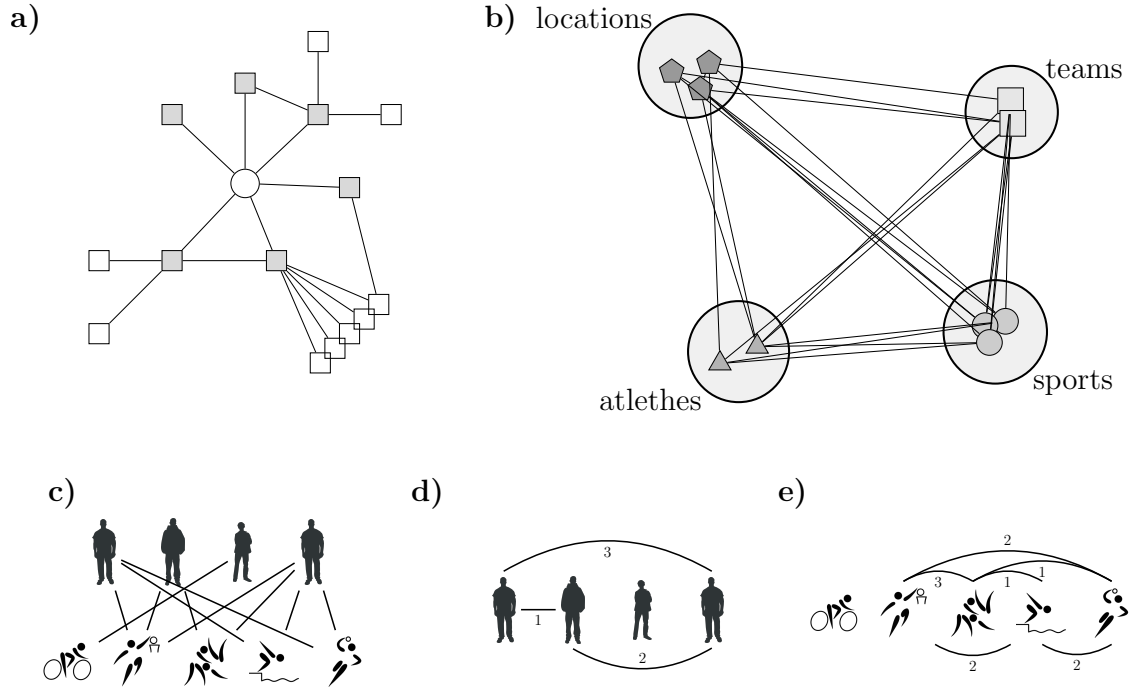 a)
b)
locations
teams
atlethes
sports
c)
d)
e)
3
1
2
2
3
1
1
2
2